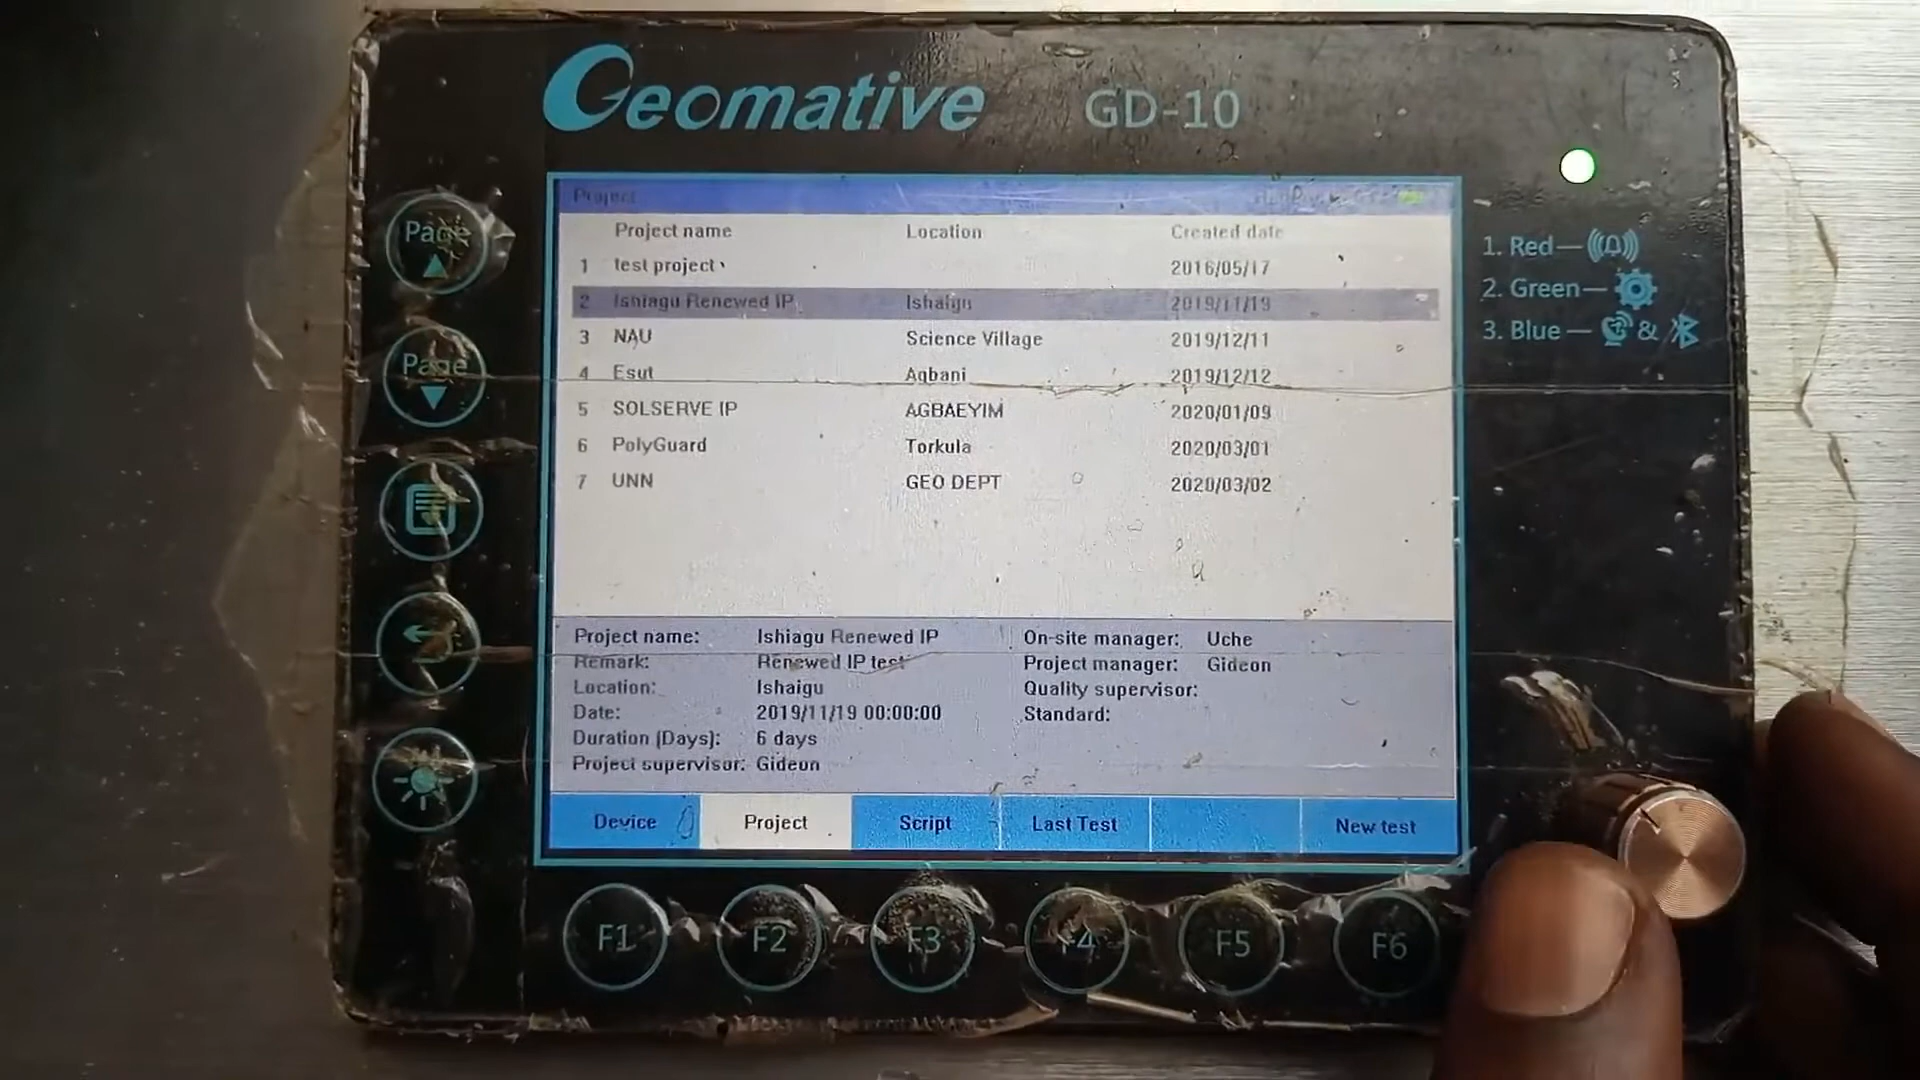 Geomative GD-10
Project
Project name Location Created date
1 test project 2016/05/17
2 Ishiagu Renewed IP Ishaigu 2019/11/19
3 NAU Science Village 2019/12/11
4 Esut Agbani 2019/12/12
5 SOLSERVE IP AGBAEYIM 2020/01/09
6 PolyGuard Torkula 2020/03/01
7 UNN GEO DEPT 2020/03/02
Project name: Ishiagu Renewed IP On-site manager: Uche
Remark: Renewed IP test Project manager: Gideon
Location: Ishaigu Quality supervisor:
Date: 2019/11/19 00:00:00 Standard:
Duration (Days): 6 days
Project supervisor: Gideon
Device Project Script Last Test New test
Page
Page
1. Red—
2. Green—
3. Blue — &
F1 F2 F3 F4 F5 F6